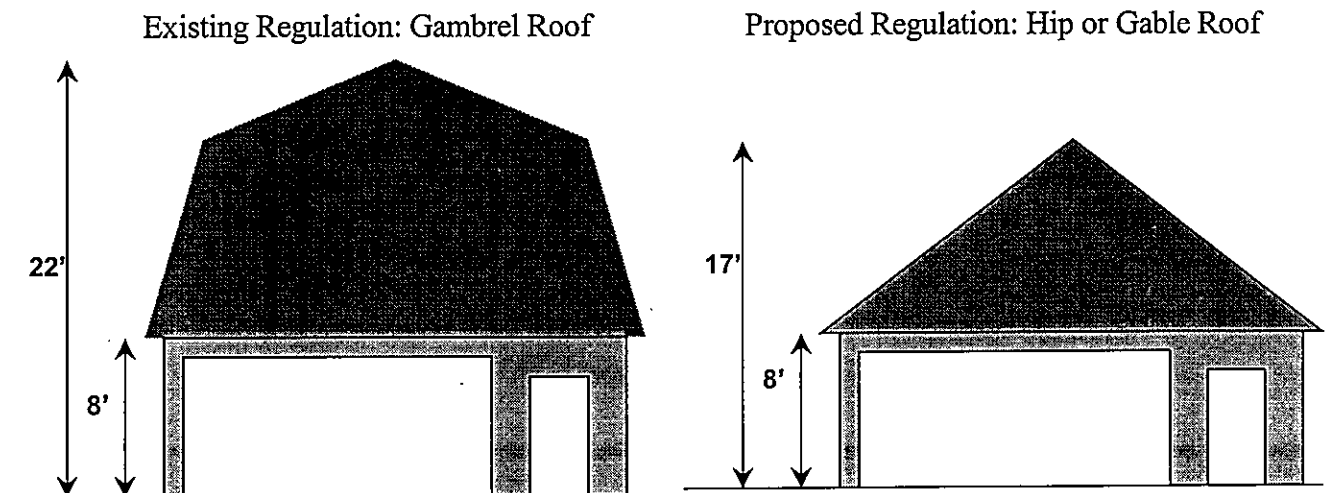 Existing Regulation: Gambrel Roof
Proposed Regulation: Hip or Gable Roof
22'
8'
17'
8'